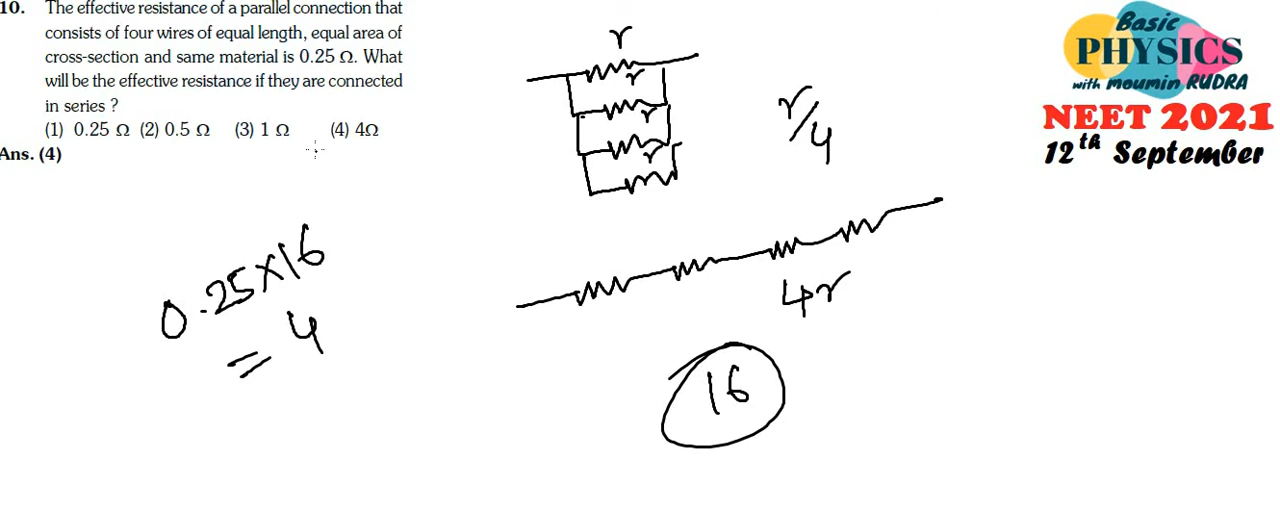 10. The effective resistance of a parallel connection that
consists of four wires of equal length, equal area of
cross-section and same material is 0.25 Ω. What
will be the effective resistance if they are connected
in series ?
(1) 0.25 Ω (2) 0.5 Ω (3) 1 Ω (4) 4Ω
Ans. (4)
r
r
r
r
r/4
4r
16
0.25×16
= 4
Basic
PHYSICS
with moumin RUDRA
NEET 2021
12th September